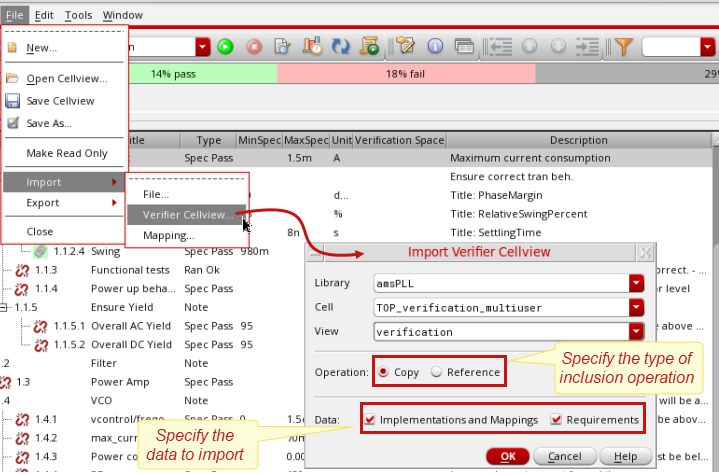 File Edit Tools Window
New...
14% pass 18% fail 29
Open Cellview...
Save Cellview
Save As...
Title Type MinSpec MaxSpec Unit Verification Space Description
Make Read Only
Spec Pass 1.5m A Maximum current consumption
Ensure correct tran beh.
Import
File...
d... Title: PhaseMargin
Export
Verifier Cellview...
% Title: RelativeSwingPercent
Close
Mapping...
8n s Title: SettlingTime
1.1.2.4 Swing Spec Pass 980m
Import Verifier Cellview
1.1.3 Functional tests Ran Ok
Library amsPLL
1.1.4 Power up beha... Spec Pass
or level
1.1.5 Ensure Yield Note
Cell TOP_verification_multiuser
1.1.5.1 Overall AC Yield Spec Pass 95
View verification
above ...
1.1.5.2 Overall DC Yield Spec Pass 95
.2 Filter Note
Operation: Copy Reference
Specify the type of
inclusion operation
1.3 Power Amp Spec Pass
.4 VCO Note
will be a...
1.4.1 vcontrol/freqo... Spec Pass 0 1.5
Data: Implementations and Mappings Requirements
be abov...
Specify the
data to import
1.4.2 max_curr
1.4.3 Power co
0.00
OK Cancel Help
st be bel...